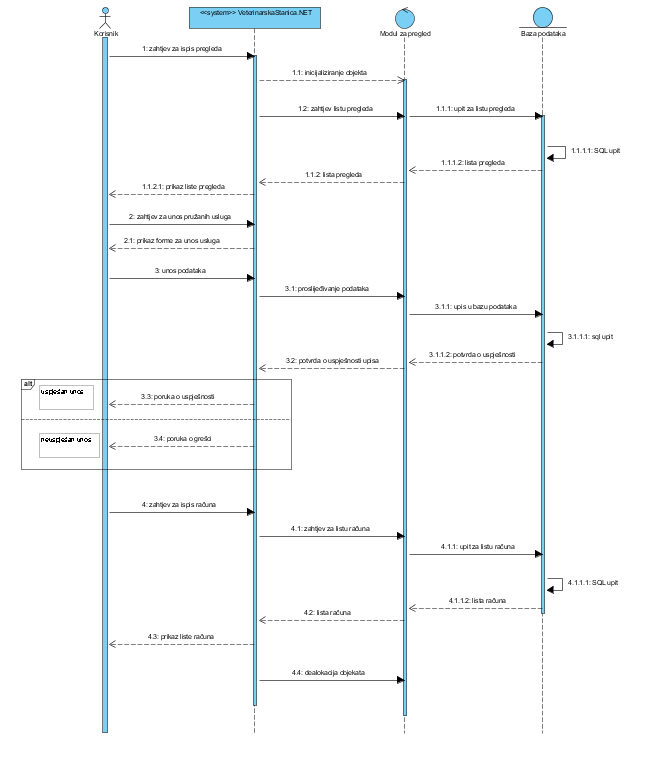 <<system>> VeterinarskaStanica.NET
Korisnik
Modul za pregled
Baza podataka
1: zahtjev za ispis pregleda
1.1: inicijaliziranje objekta
1.2: zahtjev listu pregleda
1.1.1: upit za listu pregleda
1.1.1.1: SQL upit
1.1.1.2: lista pregleda
1.1.2: lista pregleda
1.1.2.1: prikaz liste pregleda
2: zahtjev za unos pružanih usluga
2.1: prikaz forme za unos usluga
3: unos podataka
3.1: proslijeđivanje podataka
3.1.1: upis u bazu podataka
3.1.1.1: sql upit
3.1.1.2: potvrda o uspješnosti
3.2: potvrda o uspješnosti upisa
alt
uspješan unos
3.3: poruka o uspješnosti
neuspješan unos
3.4: poruka o grešci
4: zahtjev za ispis računa
4.1: zahtjev za listu računa
4.1.1: upit za listu računa
4.1.1.1: SQL upit
4.1.1.2: lista računa
4.2: lista računa
4.3: prikaz liste računa
4.4: dealokacija objekata